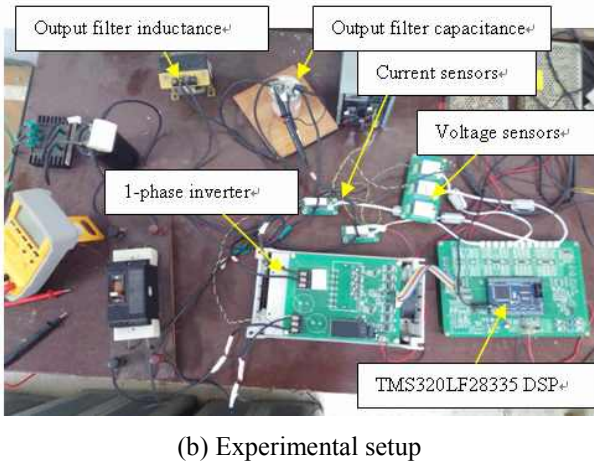 Output filter inductance↵
Output filter capacitance↵
Current sensors↵
Voltage sensors↵
1-phase inverter↵
TMS320LF28335 DSP↵
(b) Experimental setup